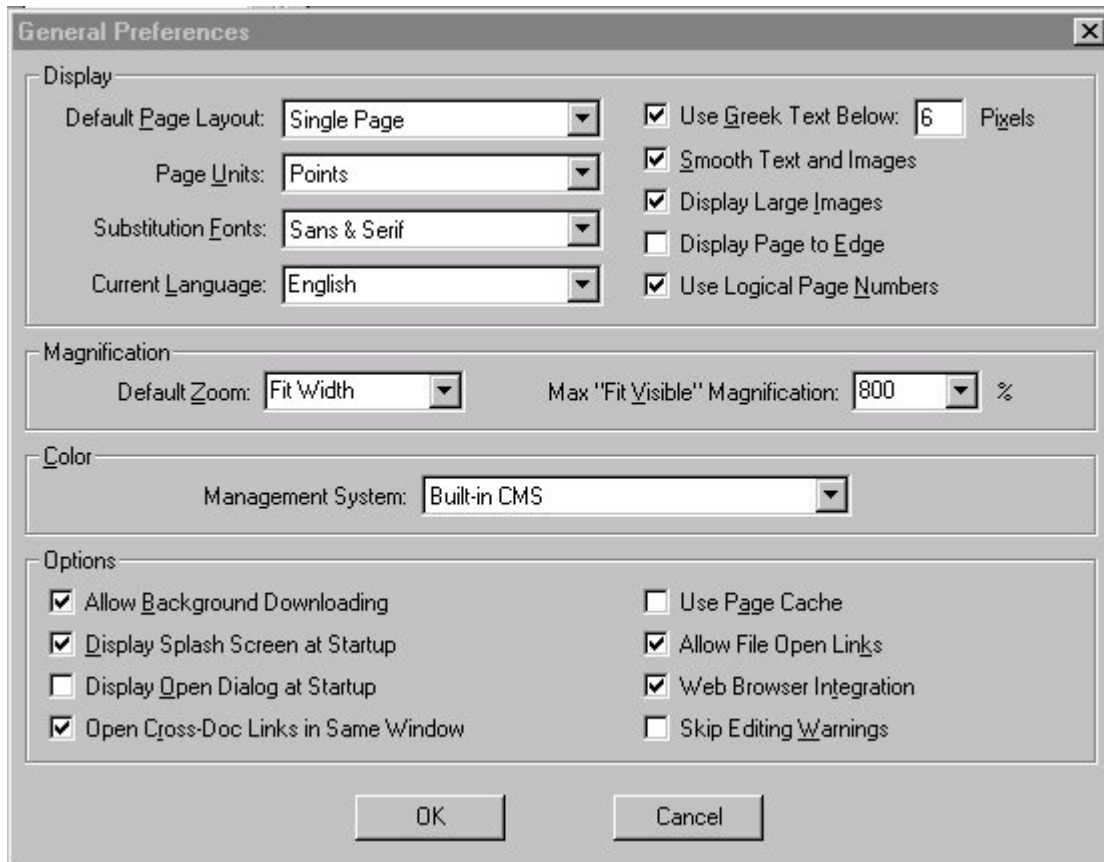 General Preferences
Display
Default Page Layout: Single Page
Use Greek Text Below: 6 Pixels
Page Units: Points
Smooth Text and Images
Display Large Images
Substitution Fonts: Sans & Serif
Display Page to Edge
Current Language: English
Use Logical Page Numbers
Magnification
Default Zoom: Fit Width
Max "Fit Visible" Magnification: 800 %
Color
Management System: Built-in CMS
Options
Allow Background Downloading
Use Page Cache
Display Splash Screen at Startup
Allow File Open Links
Display Open Dialog at Startup
Web Browser Integration
Open Cross-Doc Links in Same Window
Skip Editing Warnings
OK
Cancel